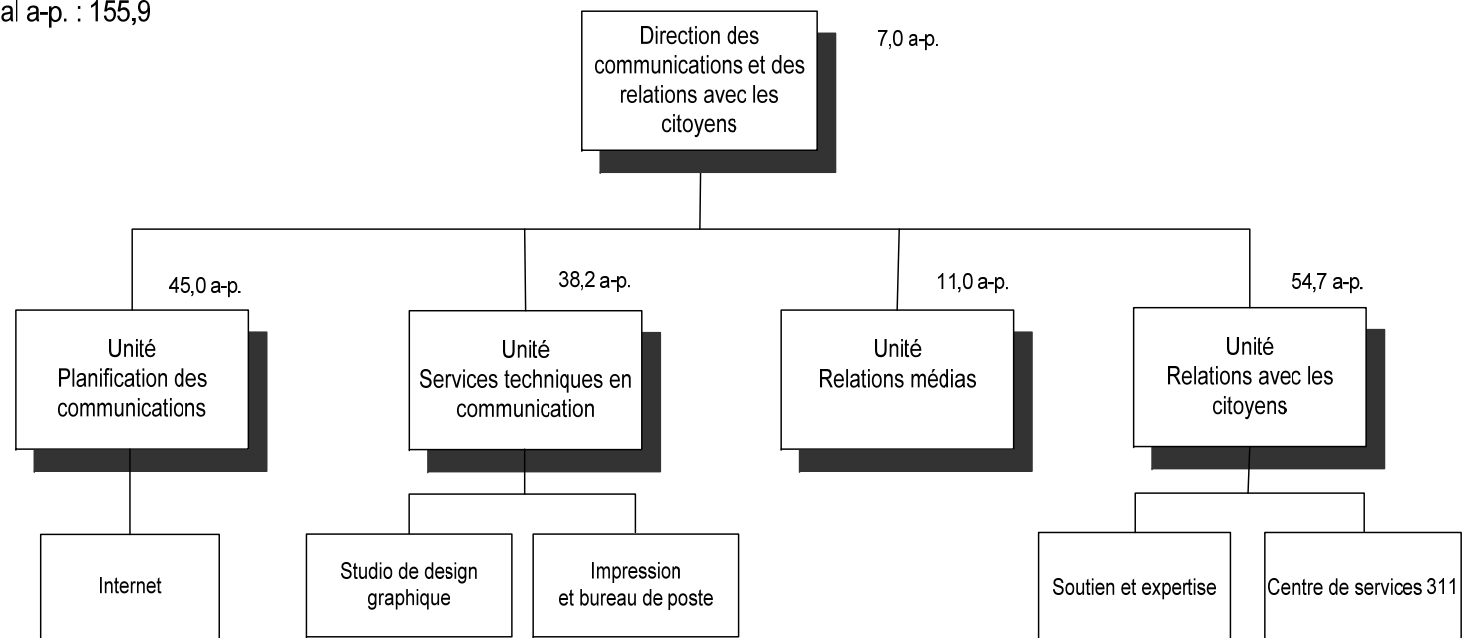 a-p. : 155,9
Direction des
communications et des
relations avec les
citoyens
7,0 a-p.
45,0 a-p.
38,2 a-p.
11,0 a-p.
54,7 a-p.
Unité
Planification des
communications
Unité
Services techniques en
communication
Unité
Relations médias
Unité
Relations avec les
citoyens
Internet
Studio de design
graphique
Impression
et bureau de poste
Soutien et expertise
Centre de services 311